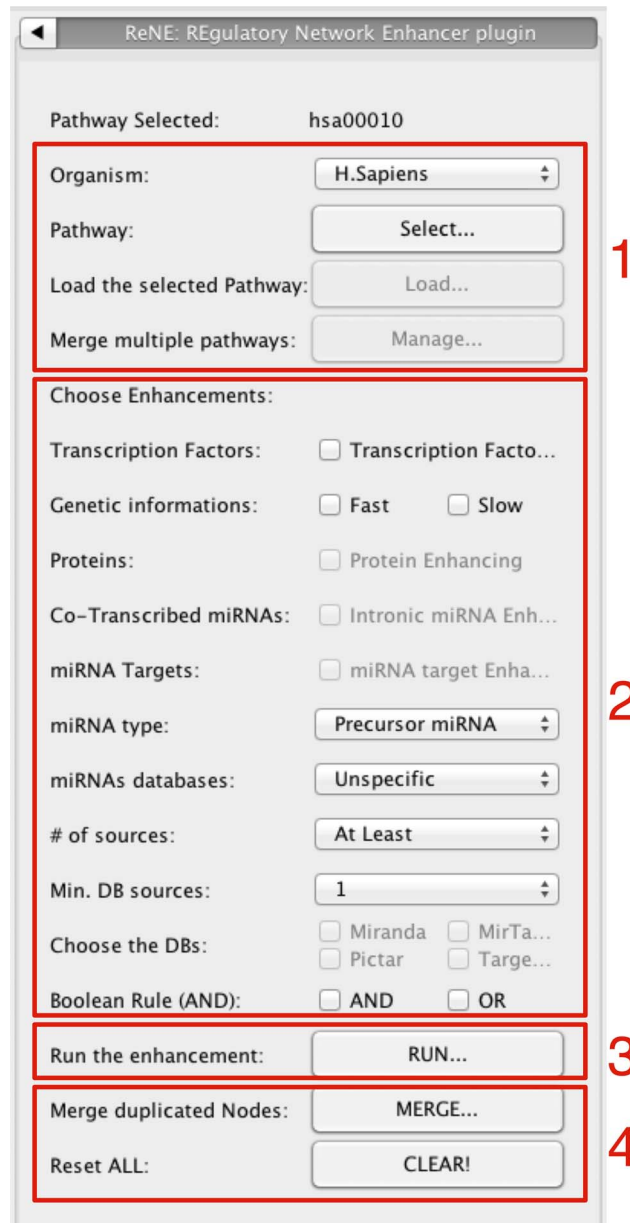 ◀ ReNE: REgulatory Network Enhancer plugin
Pathway Selected: hsa00010
Organism: H.Sapiens
Pathway: Select...
1
Load the selected Pathway: Load...
Merge multiple pathways: Manage...
Choose Enhancements:
Transcription Factors: Transcription Facto...
Genetic informations: Fast Slow
Proteins: Protein Enhancing
Co-Transcribed miRNAs: Intronic miRNA Enh...
miRNA Targets: miRNA target Enha...
2
miRNA type: Precursor miRNA
miRNAs databases: Unspecific
# of sources: At Least
Min. DB sources: 1
Choose the DBs: Miranda MirTa...
Pictar Targe...
Boolean Rule (AND): AND OR
Run the enhancement: RUN... 3
Merge duplicated Nodes: MERGE...
4
Reset ALL: CLEAR!